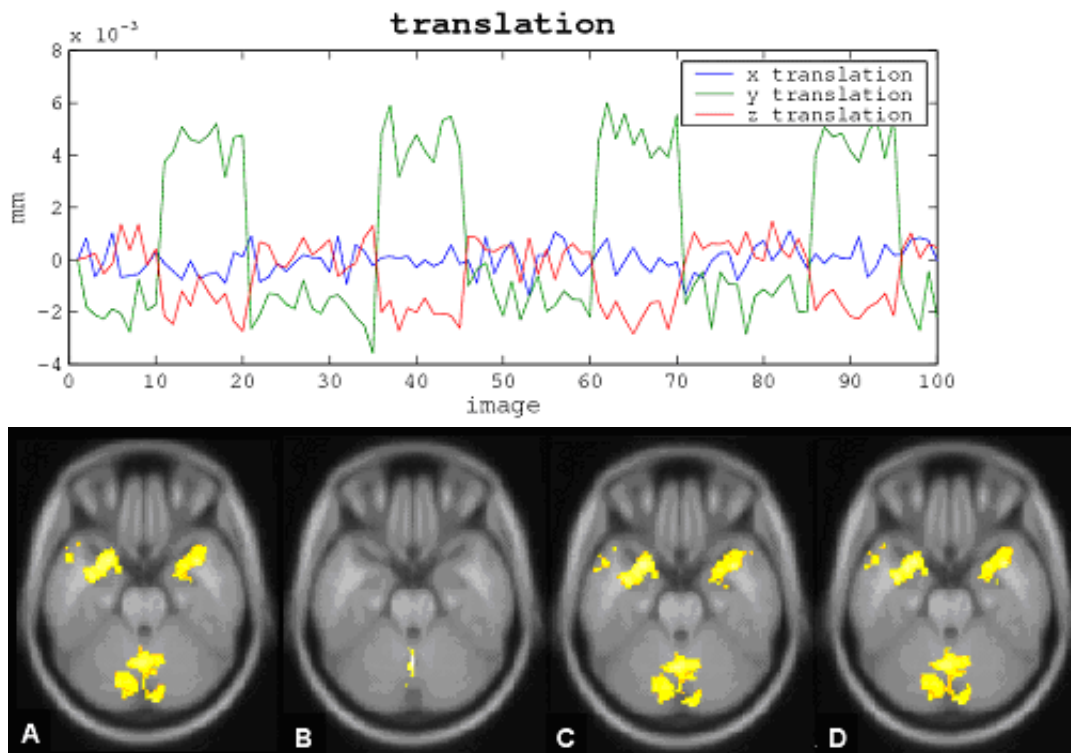 translation
x 10⁻³
8
6
4
2
0
−2
−4
mm
x translation
y translation
z translation
0 10 20 30 40 50 60 70 80 90 100
image
A B C D